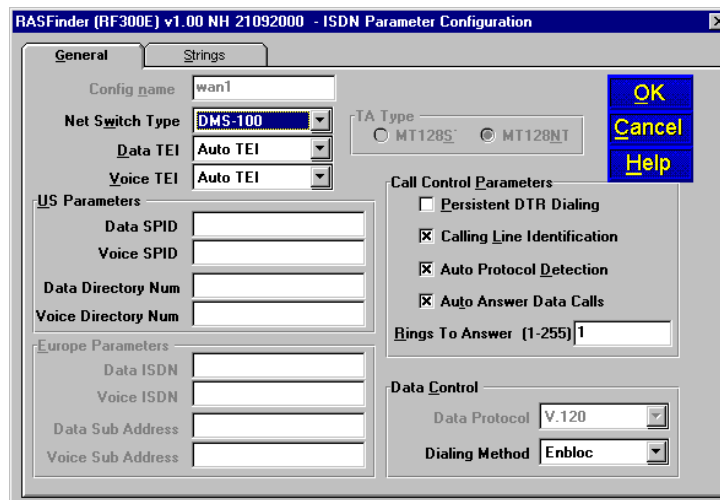 RASFinder (RF300E) v1.00 NH 21092000 - ISDN Parameter Configuration
General
Strings
Config name
wan1
Net Switch Type
DMS-100
Data TEI
Auto TEI
Voice TEI
Auto TEI
TA Type
MT128S
MT128NT
OK
Cancel
Help
US Parameters
Data SPID
Voice SPID
Data Directory Num
Voice Directory Num
Europe Parameters
Data ISDN
Voice ISDN
Data Sub Address
Voice Sub Address
Call Control Parameters
Persistent DTR Dialing
Calling Line Identification
Auto Protocol Detection
Auto Answer Data Calls
Rings To Answer (1-255)
1
Data Control
Data Protocol
V.120
Dialing Method
Enbloc